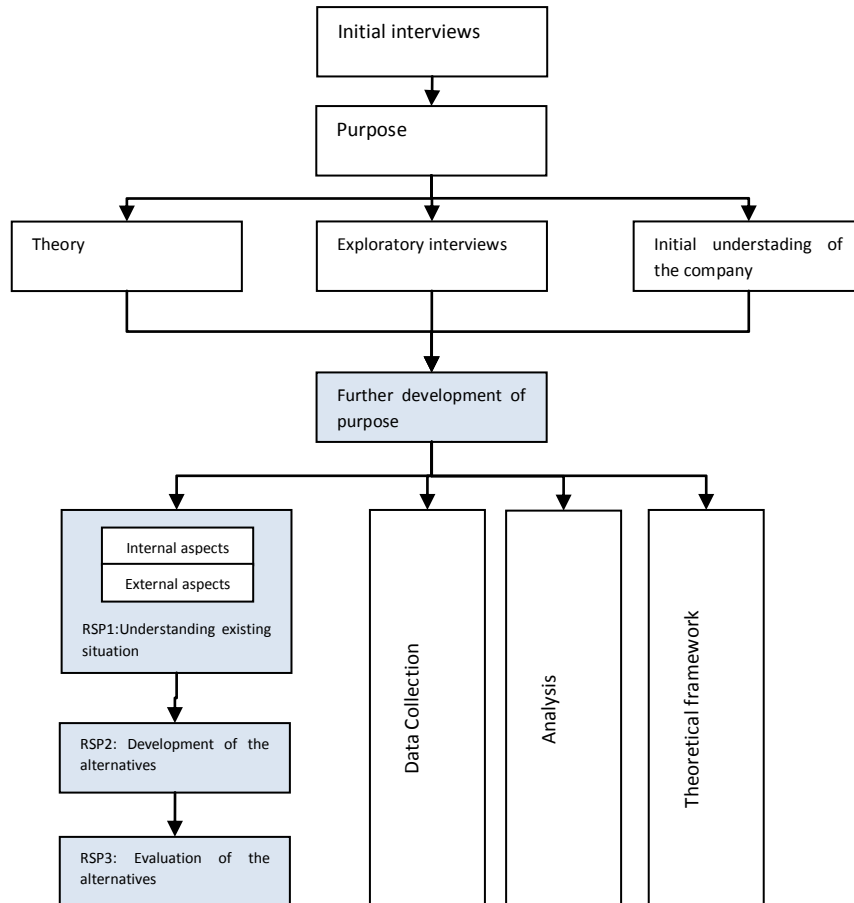 Initial interviews
Purpose
Theory
Exploratory interviews
Initial understading of
the company
Further development of
purpose
Internal aspects
External aspects
RSP1:Understanding existing
situation
RSP2: Development of the
alternatives
RSP3: Evaluation of the
alternatives
Data Collection
Analysis
Theoretical framework